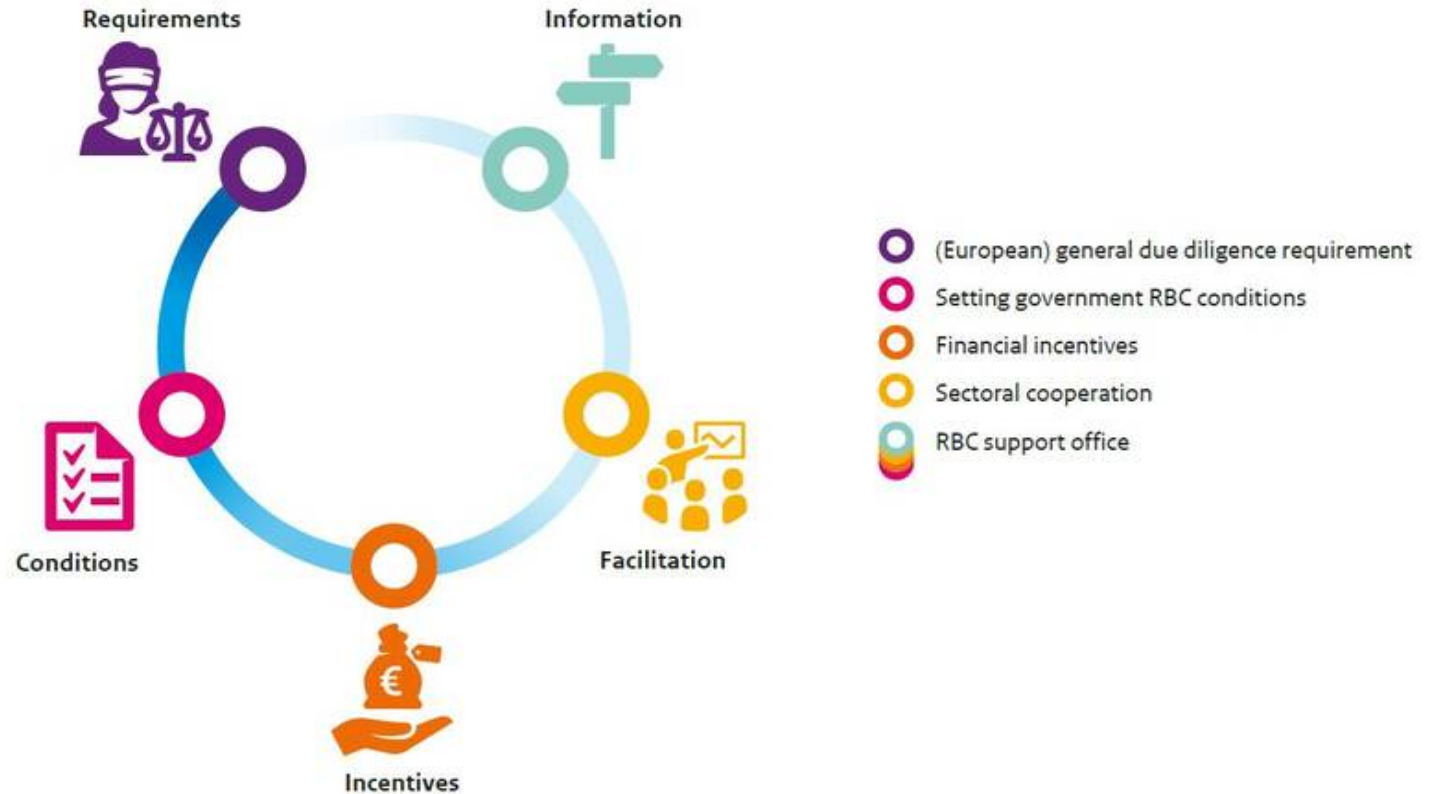 Requirements
Information
Conditions
Facilitation
€
Incentives
(European) general due diligence requirement
Setting government RBC conditions
Financial incentives
Sectoral cooperation
RBC support office